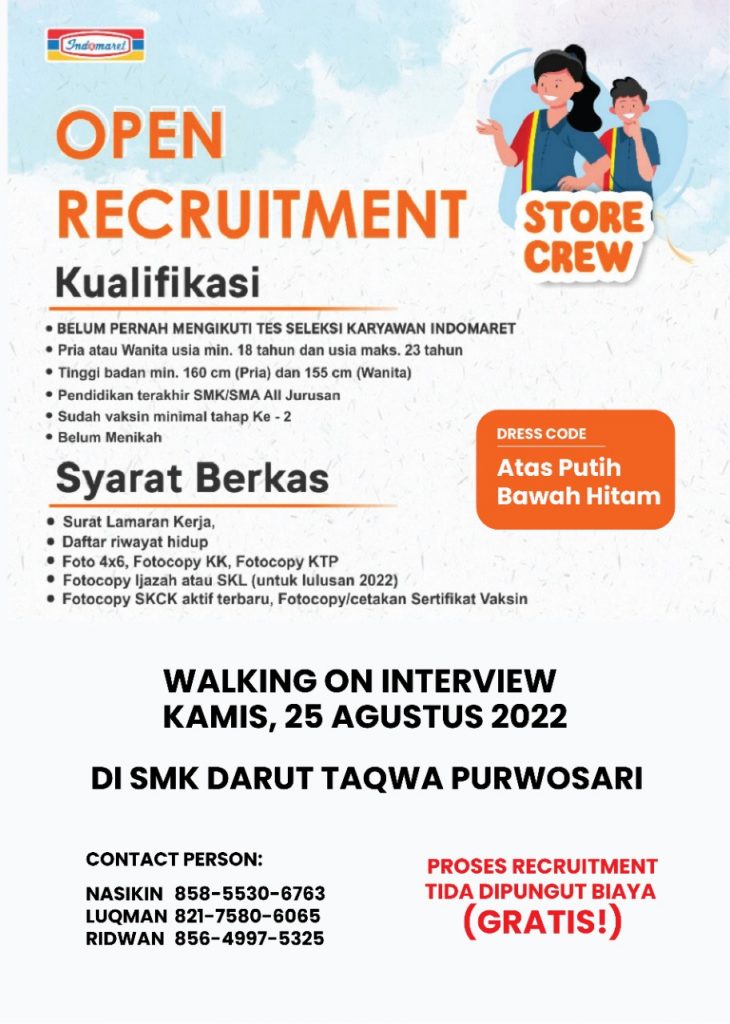 Indomaret
OPEN
RECRUITMENT
STORE
CREW
Kualifikasi
• BELUM PERNAH MENGIKUTI TES SELEKSI KARYAWAN INDOMARET
• Pria atau Wanita usia min. 18 tahun dan usia maks. 23 tahun
• Tinggi badan min. 160 cm (Pria) dan 155 cm (Wanita)
• Pendidikan terakhir SMK/SMA All Jurusan
• Sudah vaksin minimal tahap Ke - 2
• Belum Menikah
DRESS CODE
Atas Putih
Bawah Hitam
Syarat Berkas
• Surat Lamaran Kerja,
• Daftar riwayat hidup
• Foto 4x6, Fotocopy KK, Fotocopy KTP
• Fotocopy Ijazah atau SKL (untuk lulusan 2022)
• Fotocopy SKCK aktif terbaru, Fotocopy/cetakan Sertifikat Vaksin
WALKING ON INTERVIEW
KAMIS, 25 AGUSTUS 2022
DI SMK DARUT TAQWA PURWOSARI
CONTACT PERSON:
NASIKIN 858-5530-6763
LUQMAN 821-7580-6065
RIDWAN 856-4997-5325
PROSES RECRUITMENT
TIDA DIPUNGUT BIAYA
(GRATIS!)